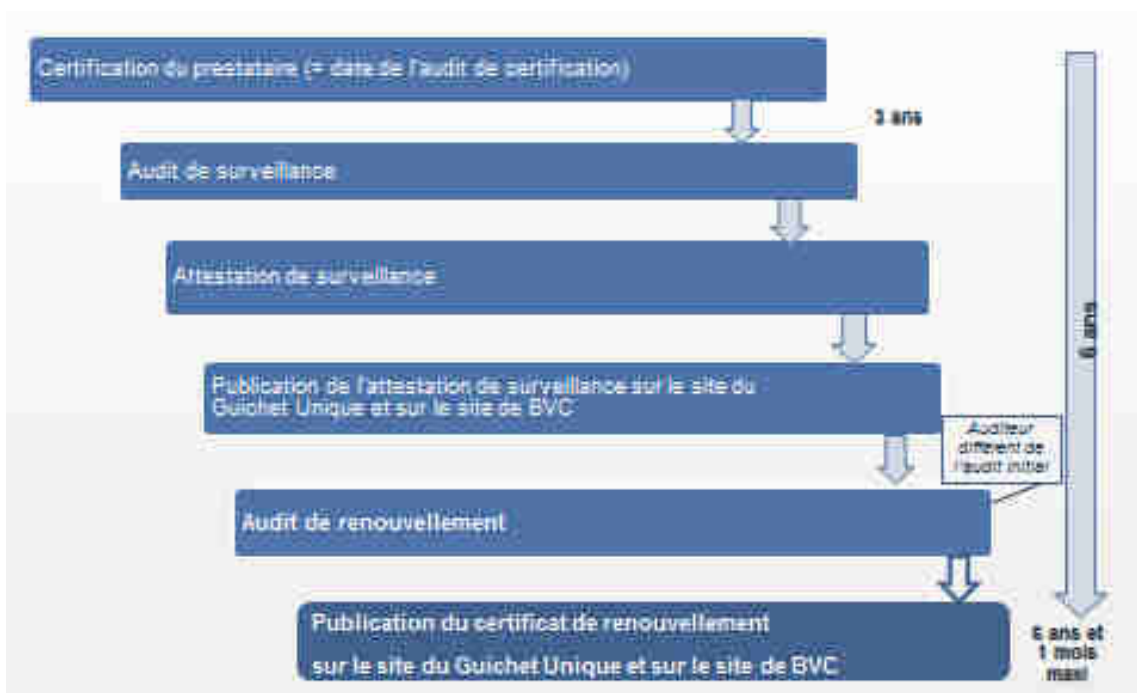 Certification du prestataire (= date de l'audit de certification)
3 ans
Audit de surveillance
Attestation de surveillance
6 ans
Publication de l'attestation de surveillance sur le site du
Guichet Unique et sur le site de BVC
Auditeur
différent de
l'audit initial
Audit de renouvellement
Publication du certificat de renouvellement
sur le site du Guichet Unique et sur le site de BVC
6 ans et
1 mois
maxi